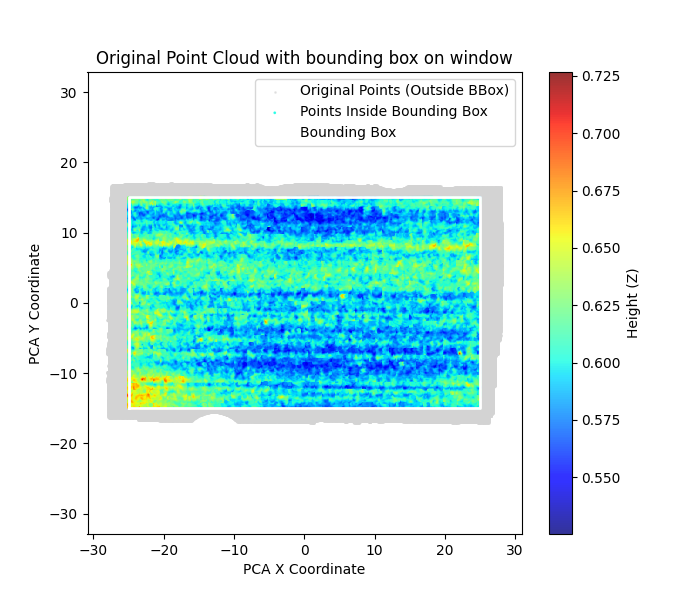 Original Point Cloud with bounding box on window
Original Points (Outside BBox)
Points Inside Bounding Box
Bounding Box
30
20
10
0
−10
−20
−30
PCA Y Coordinate
−30 −20 −10 0 10 20 30
PCA X Coordinate
0.725
0.700
0.675
0.650
0.625
0.600
0.575
0.550
Height (Z)